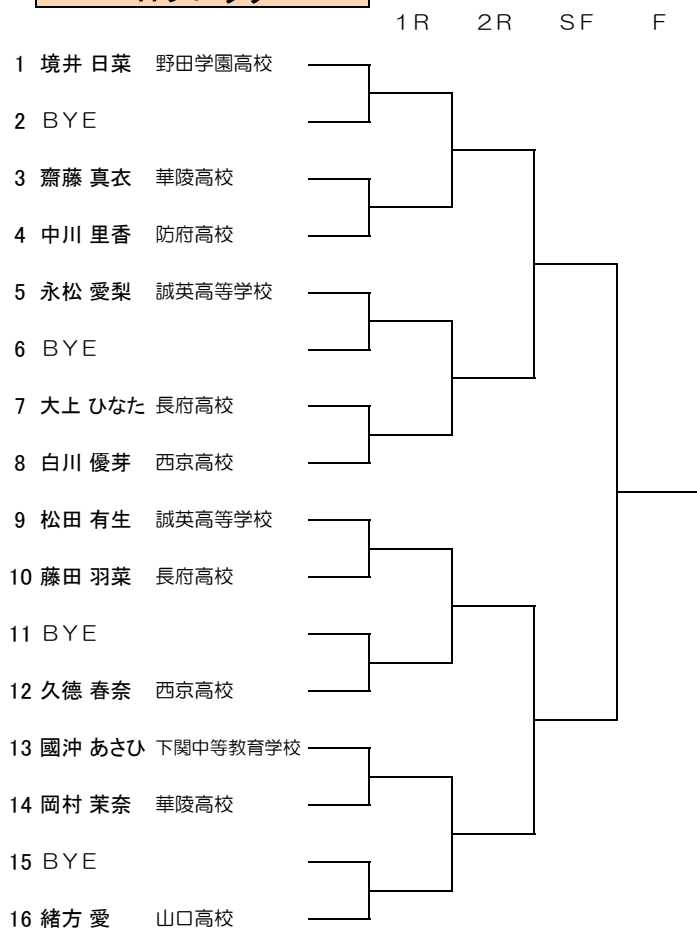 １Ｒ ２Ｒ ＳＦ Ｆ
1 境井 日菜 野田学園高校
2 ＢＹＥ
3 齋藤 真衣 華陵高校
4 中川 里香 防府高校
5 永松 愛梨 誠英高等学校
6 ＢＹＥ
7 大上 ひなた 長府高校
8 白川 優芽 西京高校
9 松田 有生 誠英高等学校
10 藤田 羽菜 長府高校
11 ＢＹＥ
12 久德 春奈 西京高校
13 國沖 あさひ 下関中等教育学校
14 岡村 茉奈 華陵高校
15 ＢＹＥ
16 緒方 愛 山口高校